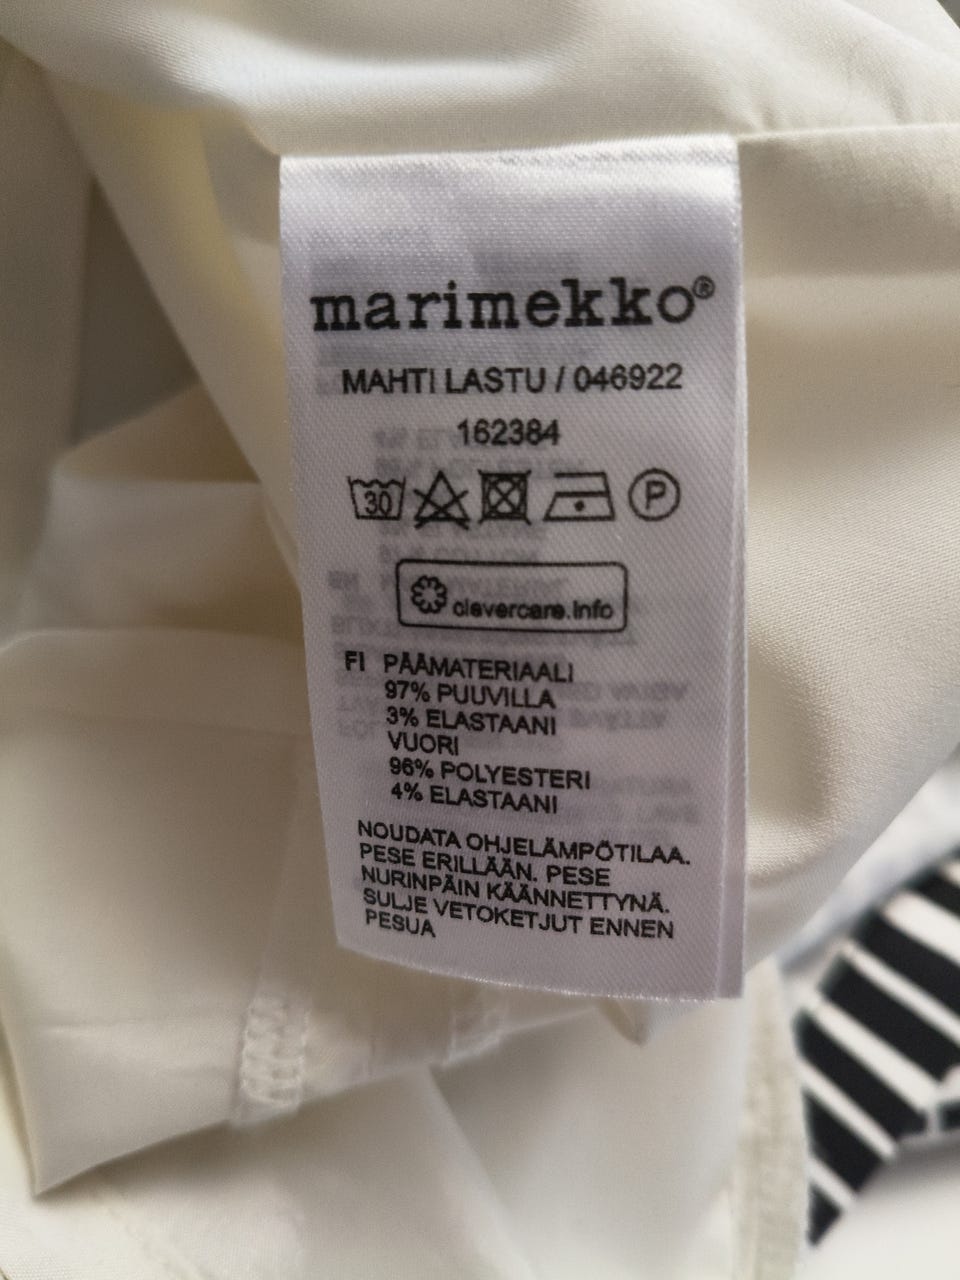 marimekko®
MAHTI LASTU / 046922
162384
30 P
clevercare.info
FI PÄÄMATERIAALI
97% PUUVILLA
3% ELASTAANI
VUORI
96% POLYESTERI
4% ELASTAANI
NOUDATA OHJELÄMPÖTILAA.
PESE ERILLÄÄN. PESE
NURINPÄIN KÄÄNNETTYNÄ.
SULJE VETOKETJUT ENNEN
PESUA